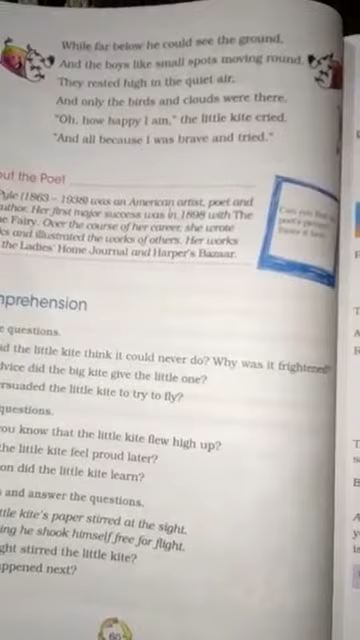 While far below he could see the ground,
And the boys like small spots moving round.
They rested high in the quiet air,
And only the birds and clouds were there.
"Oh, how happy I am," the little kite cried.
"And all because I was brave and tried."
out the Poet
Pyle (1863 – 1938) was an American artist, poet and
author. Her first major success was in 1898 with The
e Fairy. Over the course of her career, she wrote
ks and illustrated the works of others. Her works
the Ladies' Home Journal and Harper's Bazaar.
mprehension
e questions.
id the little kite think it could never do? Why was it frightened?
dvice did the big kite give the little one?
rsuaded the little kite to try to fly?
questions.
you know that the little kite flew high up?
the little kite feel proud later?
on did the little kite learn?
and answer the questions.
ttle kite's paper stirred at the sight,
ing he shook himself free for flight.
ght stirred the little kite?
appened next?
60